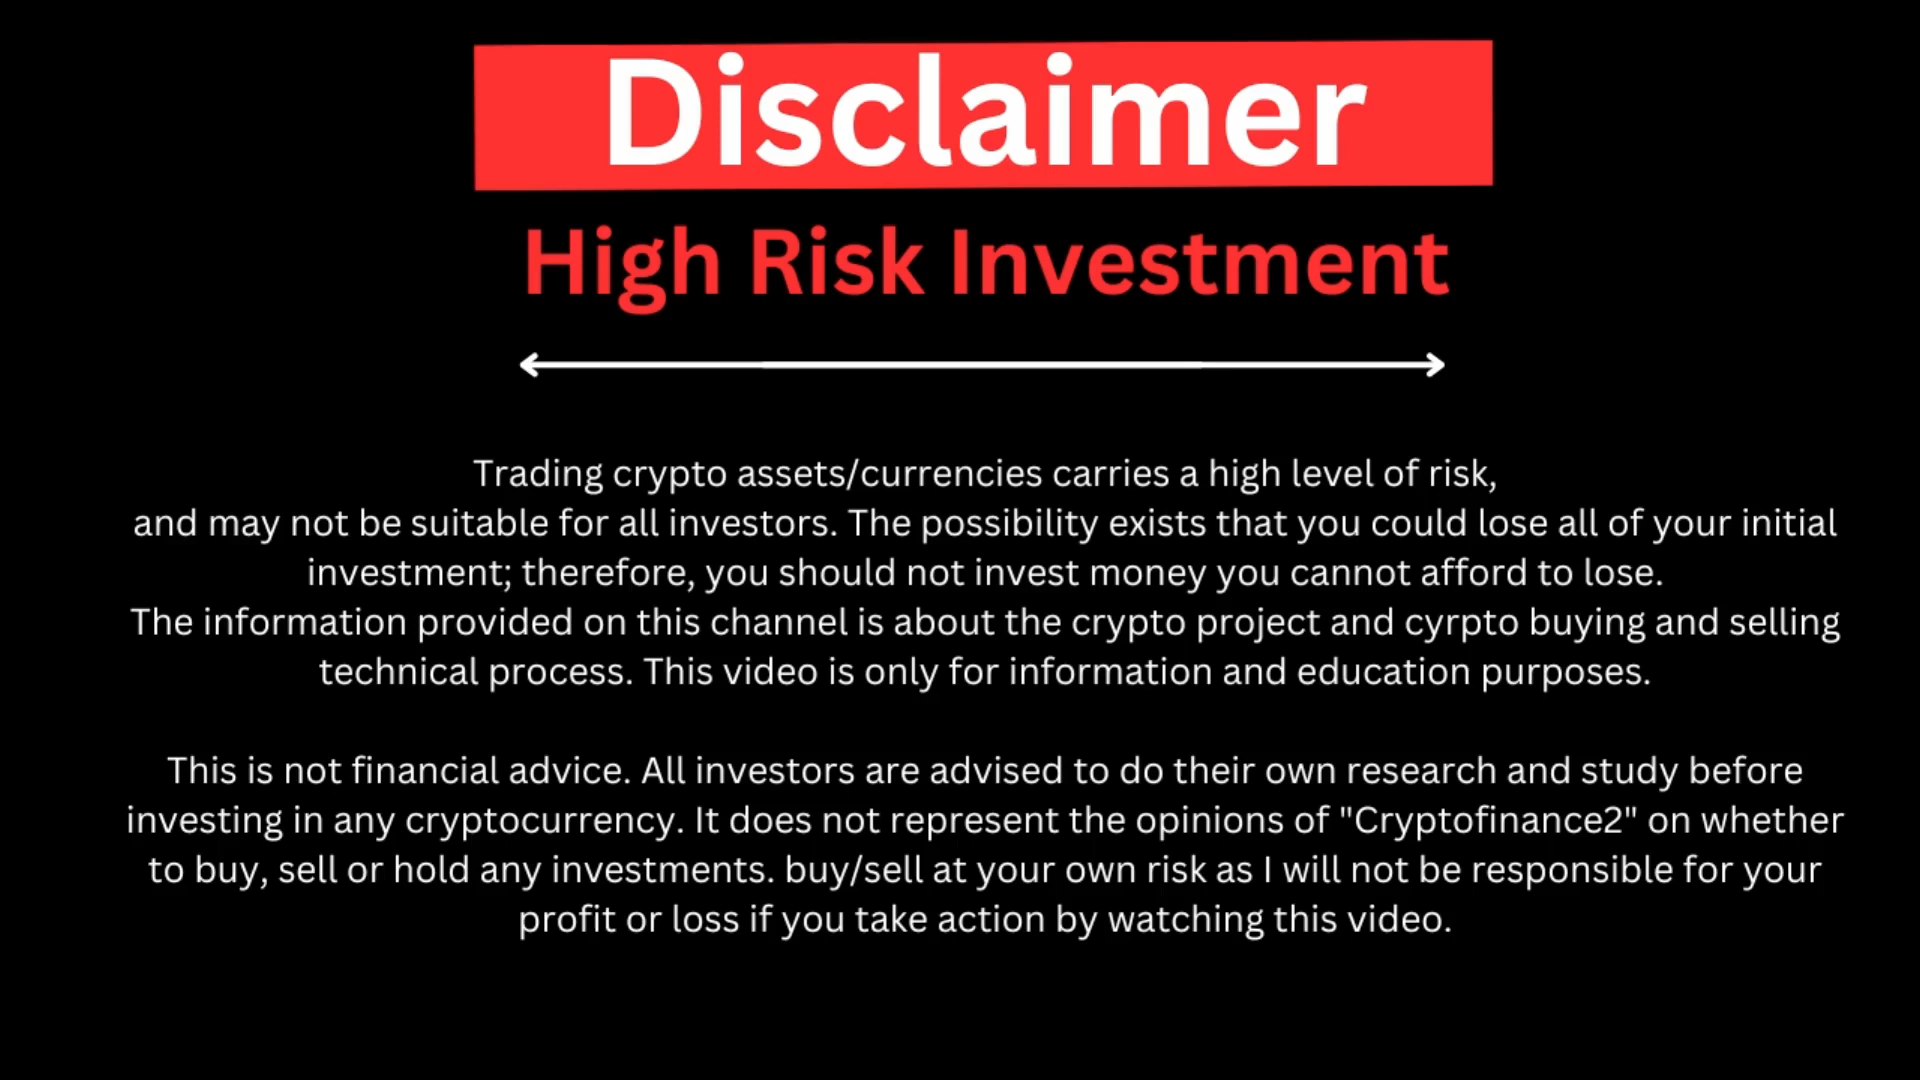 Disclaimer
High Risk Investment
Trading crypto assets/currencies carries a high level of risk,
and may not be suitable for all investors. The possibility exists that you could lose all of your initial
investment; therefore, you should not invest money you cannot afford to lose.
The information provided on this channel is about the crypto project and cyrpto buying and selling
technical process. This video is only for information and education purposes.
This is not financial advice. All investors are advised to do their own research and study before
investing in any cryptocurrency. It does not represent the opinions of "Cryptofinance2" on whether
to buy, sell or hold any investments. buy/sell at your own risk as I will not be responsible for your
profit or loss if you take action by watching this video.